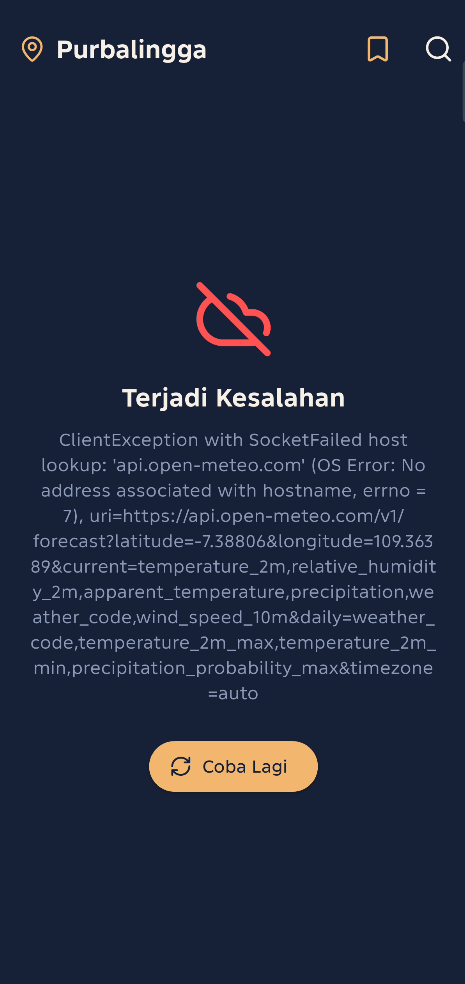 Purbalingga
Terjadi Kesalahan
ClientException with SocketFailed host
lookup: 'api.open-meteo.com' (OS Error: No
address associated with hostname, errno =
7), uri=https://api.open-meteo.com/v1/
forecast?latitude=-7.38806&longitude=109.363
89&current=temperature_2m,relative_humidit
y_2m,apparent_temperature,precipitation,we
ather_code,wind_speed_10m&daily=weather_
code,temperature_2m_max,temperature_2m_
min,precipitation_probability_max&timezone
=auto
Coba Lagi